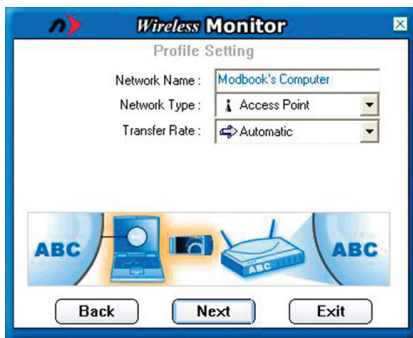 Wireless Monitor
Profile Setting
Network Name : Modbook's Computer
Network Type : Access Point
Transfer Rate : Automatic
ABC ABC ABC
Back Next Exit